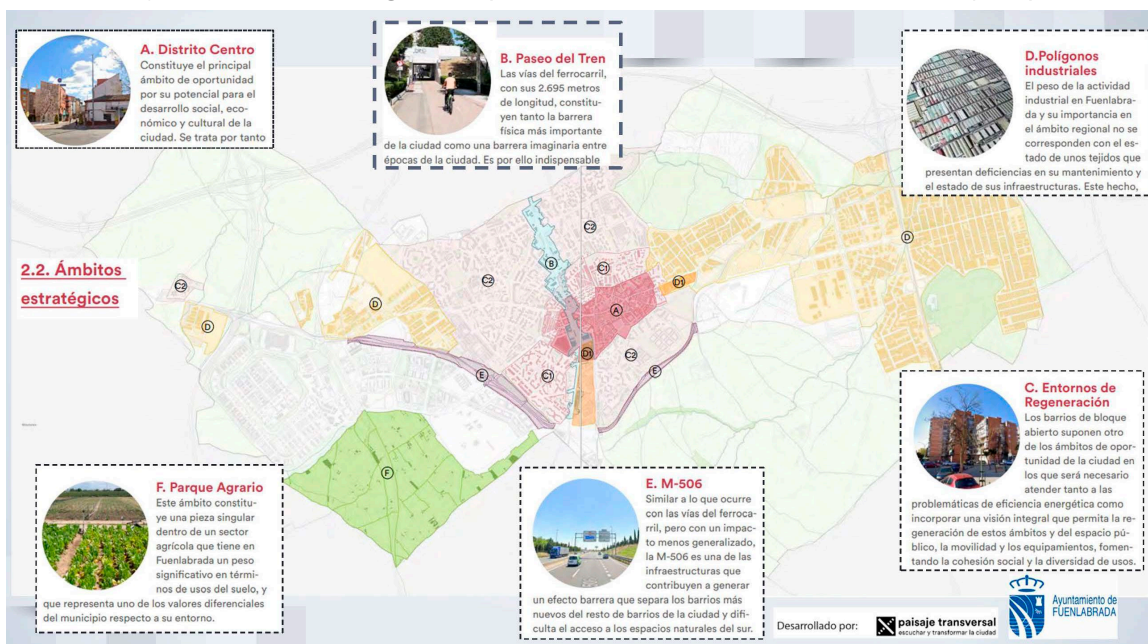 A. Distrito Centro
Constituye el principal
ámbito de oportunidad
por su potencial para el
desarrollo social, eco-
nómico y cultural de la
ciudad. Se trata por tanto
B. Paseo del Tren
Las vías del ferrocarril,
con sus 2.695 metros
de longitud, constitu-
yen tanto la barrera
física más importante
de la ciudad como una barrera imaginaria entre
épocas de la ciudad. Es por ello indispensable
D.Polígonos
industriales
El peso de la actividad
industrial en Fuenlabra-
da y su importancia en
el ámbito regional no se
corresponden con el es-
tado de unos tejidos que
presentan deficiencias en su mantenimiento y
el estado de sus infraestructuras. Este hecho,
2.2. Ámbitos
estratégicos
C2
D
D
C2
B
C2
C1
A
D1
D
D1
C2
C1
E
E
F
C. Entornos de
Regeneración
Los barrios de bloque
abierto suponen otro
de los ámbitos de opor-
tunidad de la ciudad en
los que será necesario
atender tanto a las
problemáticas de eficiencia energética como
incorporar una visión integral que permita la re-
generación de estos ámbitos y del espacio pú-
blico, la movilidad y los equipamientos, fomen-
tando la cohesión social y la diversidad de usos.
F. Parque Agrario
Este ámbito constitu-
ye una pieza singular
dentro de un sector
agrícola que tiene en
Fuenlabrada un peso
significativo en térmi-
nos de usos del suelo, y
que representa uno de los valores diferenciales
del municipio respecto a su entorno.
E. M-506
Similar a lo que ocurre
con las vías del ferroca-
rril, pero con un impac-
to menos generalizado,
la M-506 es una de las
infraestructuras que
contribuyen a generar
un efecto barrera que separa los barrios más
nuevos del resto de barrios de la ciudad y difi-
culta el acceso a los espacios naturales del sur.
Desarrollado por:
paisaje transversal
escuchar y transformar la ciudad
Ayuntamiento de
FUENLABRADA